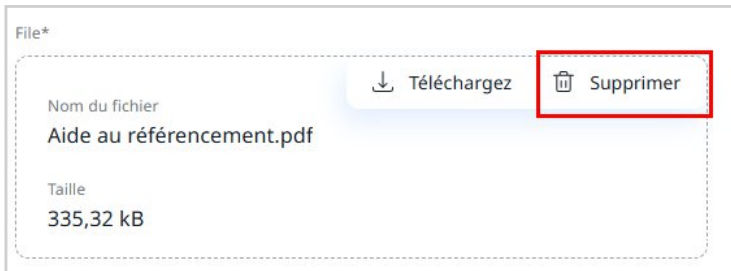 File*
Téléchargez Supprimer
Nom du fichier
Aide au référencement.pdf
Taille
335,32 kB